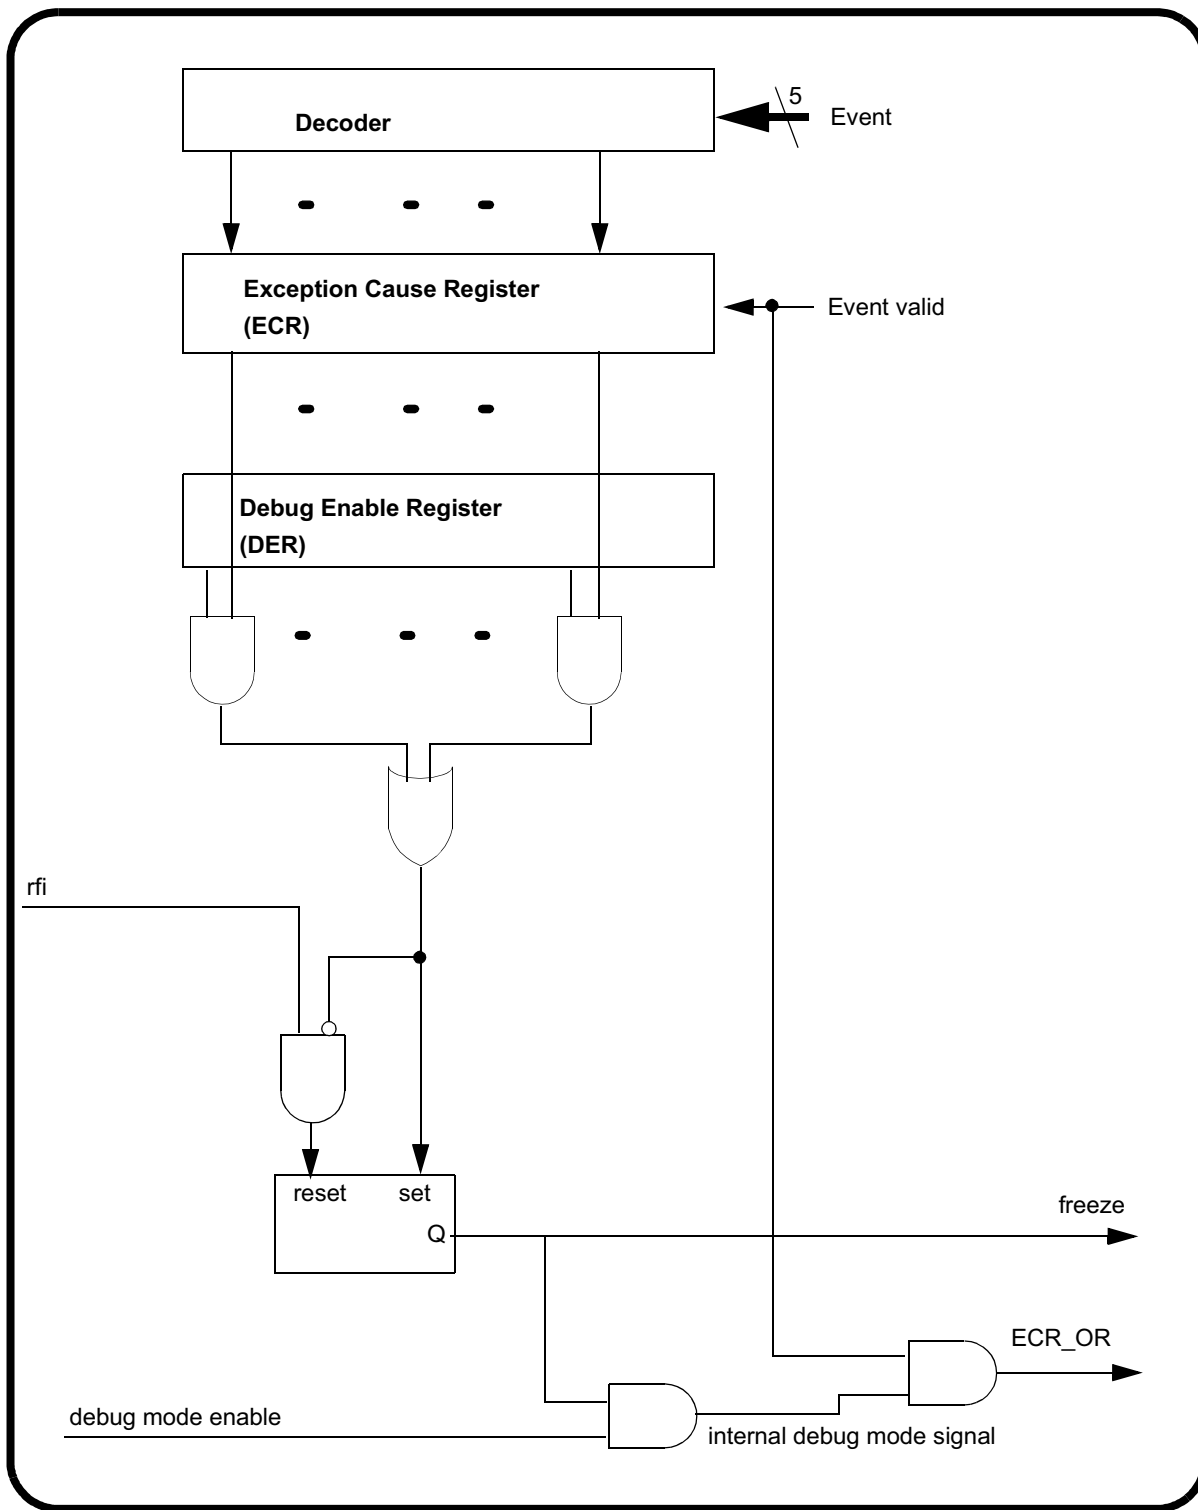 5
Decoder
Event
Exception Cause Register
(ECR)
Event valid
Debug Enable Register
(DER)
rfi
reset
set
Q
freeze
ECR_OR
debug mode enable
internal debug mode signal